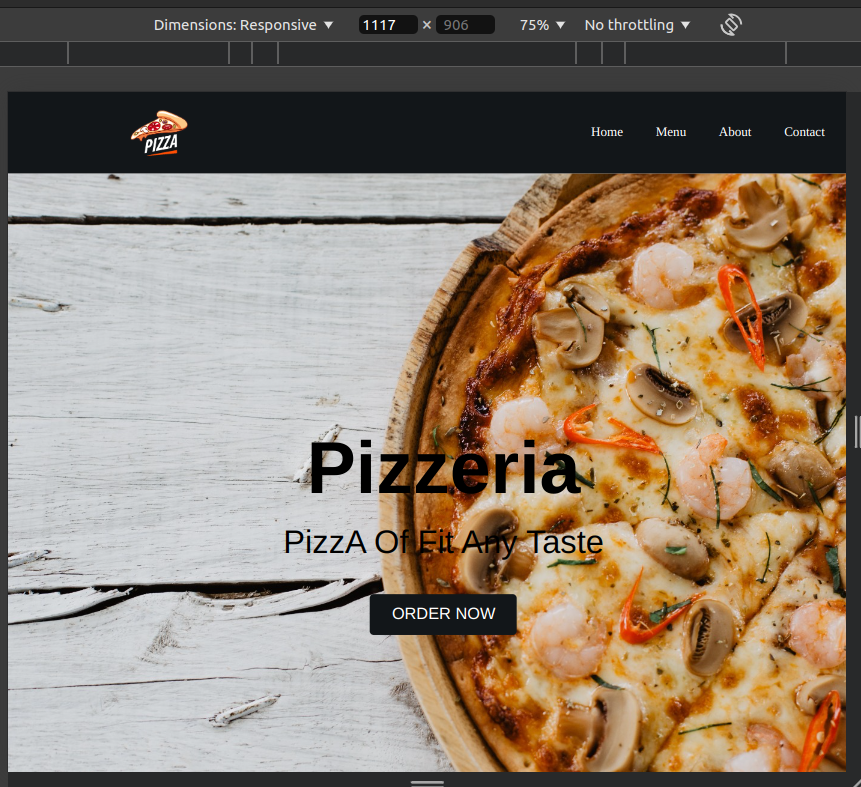 Dimensions: Responsive ▼ 1117 × 906 75% ▼ No throttling ▼
PIZZA
Home Menu About Contact
Pizzeria
PizzA Of Fit Any Taste
ORDER NOW